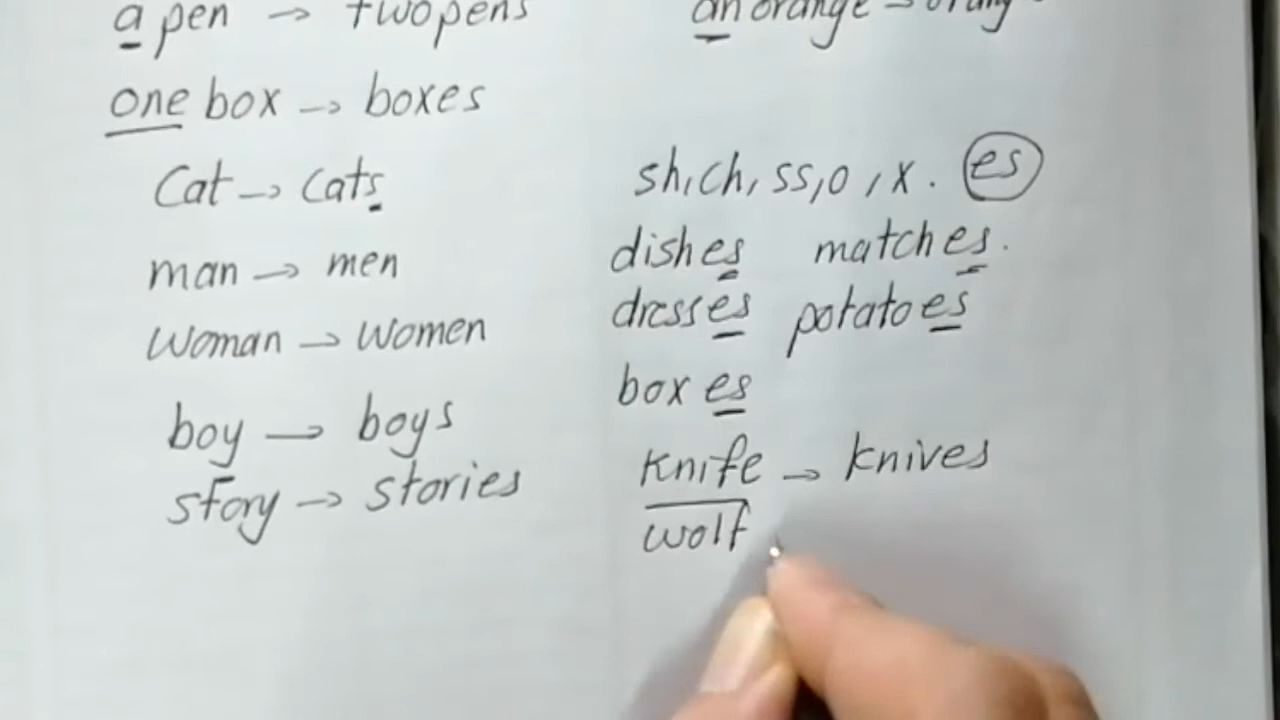 a pen → two pens
an orange →
one box → boxes
Cat → cats
man → men
woman → women
boy → boys
story → stories
sh, ch, ss, o, x. es
dishes matches.
dresses potatoes
boxes
Knife → knives
wolf